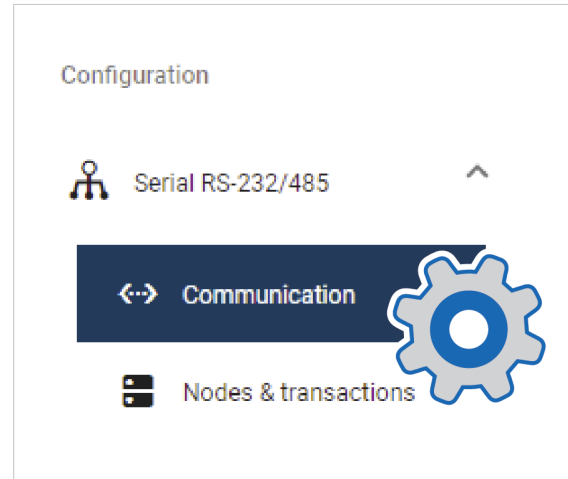 Configuration
Serial RS-232/485
Communication
Nodes & transactions